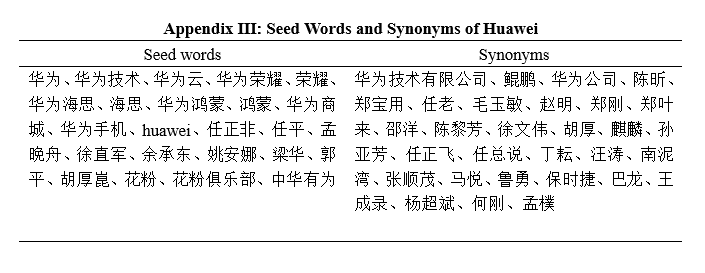 Appendix III: Seed Words and Synonyms of Huawei
Seed words
Synonyms
华为、华为技术、华为云、华为荣耀、荣耀、
华为海思、海思、华为鸿蒙、鸿蒙、华为商
城、华为手机、huawei、任正非、任平、孟
晚舟、徐直军、余承东、姚安娜、梁华、郭
平、胡厚崑、花粉、花粉俱乐部、中华有为
华为技术有限公司、鲲鹏、华为公司、陈昕、
郑宝用、任老、毛玉敏、赵明、郑刚、郑叶
来、邵洋、陈黎芳、徐文伟、胡厚、麒麟、孙
亚芳、任正飞、任总说、丁耘、汪涛、南泥
湾、张顺茂、马悦、鲁勇、保时捷、巴龙、王
成录、杨超斌、何刚、孟樸